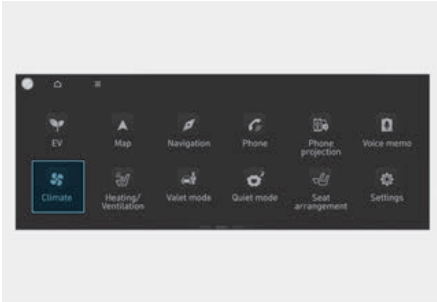 EV
Map
Navigation
Phone
Phone
projection
Voice memo
Climate
Heating/
Ventilation
Valet mode
Quiet mode
Seat
arrangement
Settings